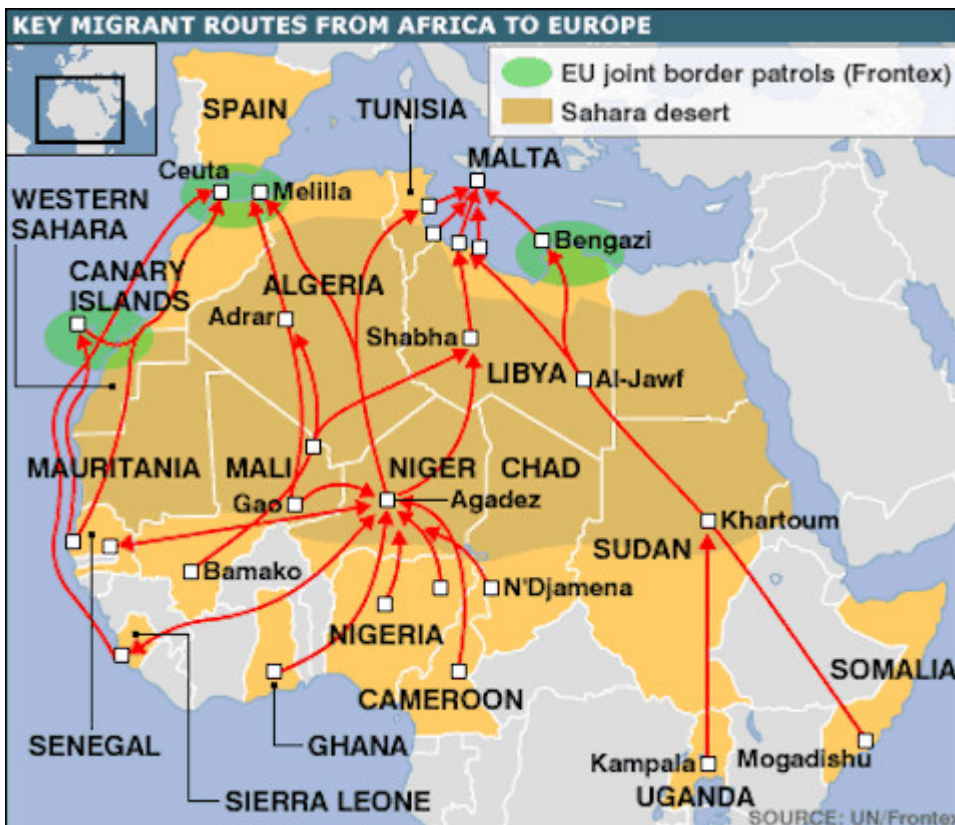 KEY MIGRANT ROUTES FROM AFRICA TO EUROPE
EU joint border patrols (Frontex)
Sahara desert
SPAIN
TUNISIA
MALTA
Ceuta
Melilla
WESTERN
SAHARA
Bengazi
CANARY
ISLANDS
ALGERIA
Adrar
Shabha
LIBYA
Al-Jawf
MAURITANIA
MALI
NIGER
CHAD
Gao
Agadez
Khartoum
SUDAN
Bamako
N'Djamena
NIGERIA
SOMALIA
CAMEROON
SENEGAL
GHANA
Kampala
Mogadishu
UGANDA
SIERRA LEONE
SOURCE: UN/Frontex